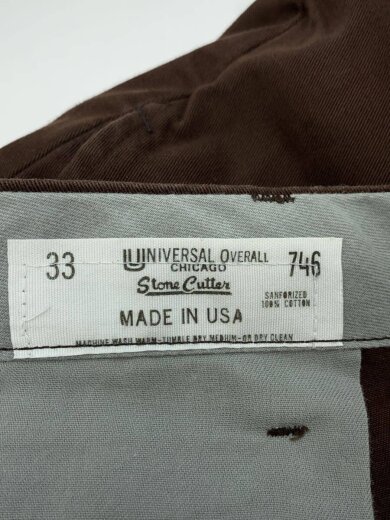 33 UNIVERSAL OVERALL 746
CHICAGO
Stone Cutter
SANFORIZED
100% COTTON
MADE IN USA
MACHINE WASH WARM-TUMBLE DRY MEDIUM-OR DRY CLEAN